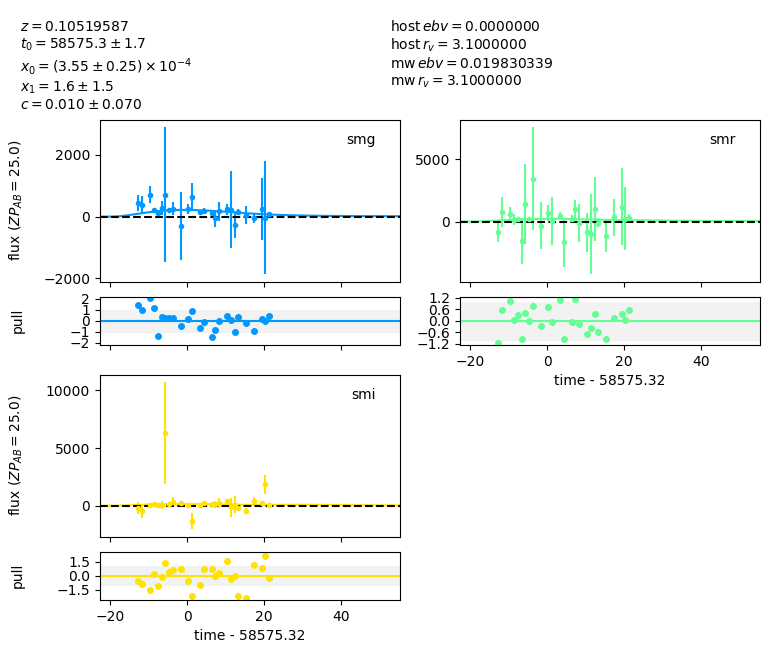 z = 0.10519587
t₀ = 58575.3 ± 1.7
x₀ = (3.55 ± 0.25) × 10⁻⁴
x₁ = 1.6 ± 1.5
c = 0.010 ± 0.070
host ebv = 0.0000000
host r_v = 3.1000000
mw ebv = 0.019830339
mw r_v = 3.1000000
smg
flux (ZP_AB = 25.0)
2000
0
−2000
smr
5000
0
pull
2
1
0
−1
−2
1.2
0.6
0.0
−0.6
−1.2
−20
0
20
40
time - 58575.32
smi
flux (ZP_AB = 25.0)
10000
5000
0
pull
1.5
0.0
−1.5
−20
0
20
40
time - 58575.32